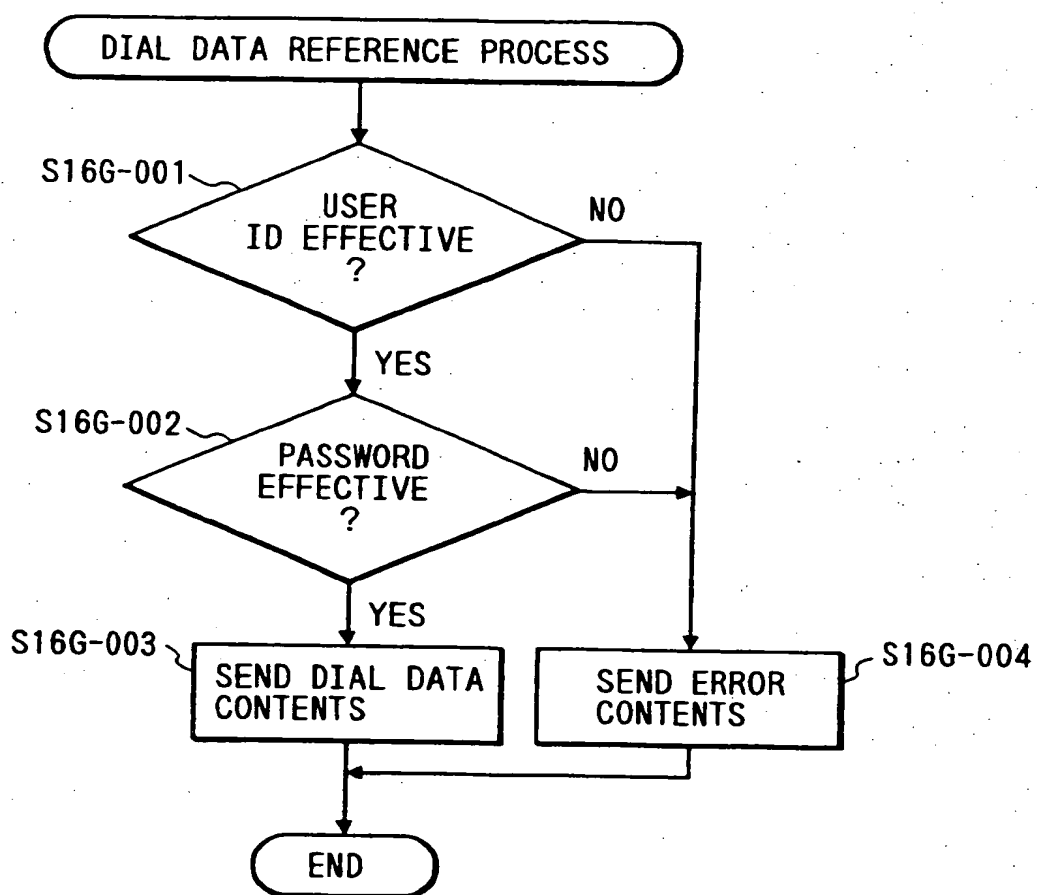 DIAL DATA REFERENCE PROCESS
S16G-001
USER
ID EFFECTIVE
?
NO
YES
S16G-002
PASSWORD
EFFECTIVE
?
NO
YES
S16G-003
SEND DIAL DATA
CONTENTS
SEND ERROR
CONTENTS
S16G-004
END